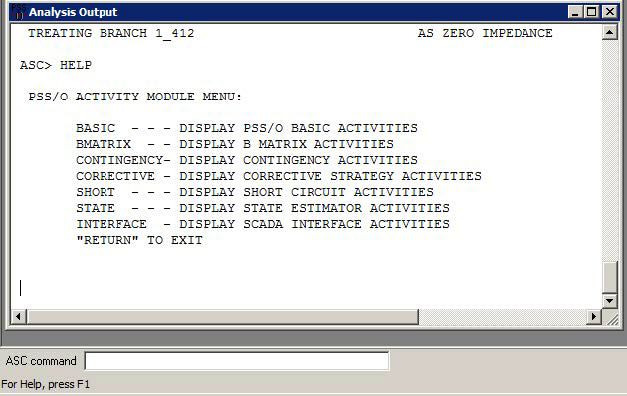 Analysis Output
TREATING BRANCH 1_412 AS ZERO IMPEDANCE
ASC> HELP
PSS/O ACTIVITY MODULE MENU:
BASIC - - - DISPLAY PSS/O BASIC ACTIVITIES
BMATRIX - - DISPLAY B MATRIX ACTIVITIES
CONTINGENCY- DISPLAY CONTINGENCY ACTIVITIES
CORRECTIVE - DISPLAY CORRECTIVE STRATEGY ACTIVITIES
SHORT - - - DISPLAY SHORT CIRCUIT ACTIVITIES
STATE - - - DISPLAY STATE ESTIMATOR ACTIVITIES
INTERFACE - DISPLAY SCADA INTERFACE ACTIVITIES
"RETURN" TO EXIT
ASC command
For Help, press F1